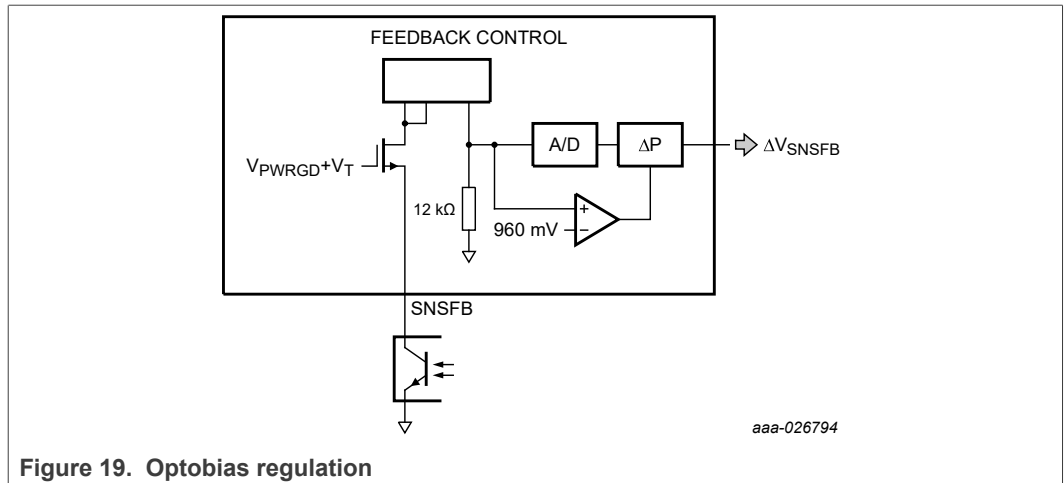 FEEDBACK CONTROL
A/D
ΔP
ΔVSNSFB
VPWRGD+VT
12 kΩ
+
960 mV
−
SNSFB
aaa-026794
Figure 19. Optobias regulation